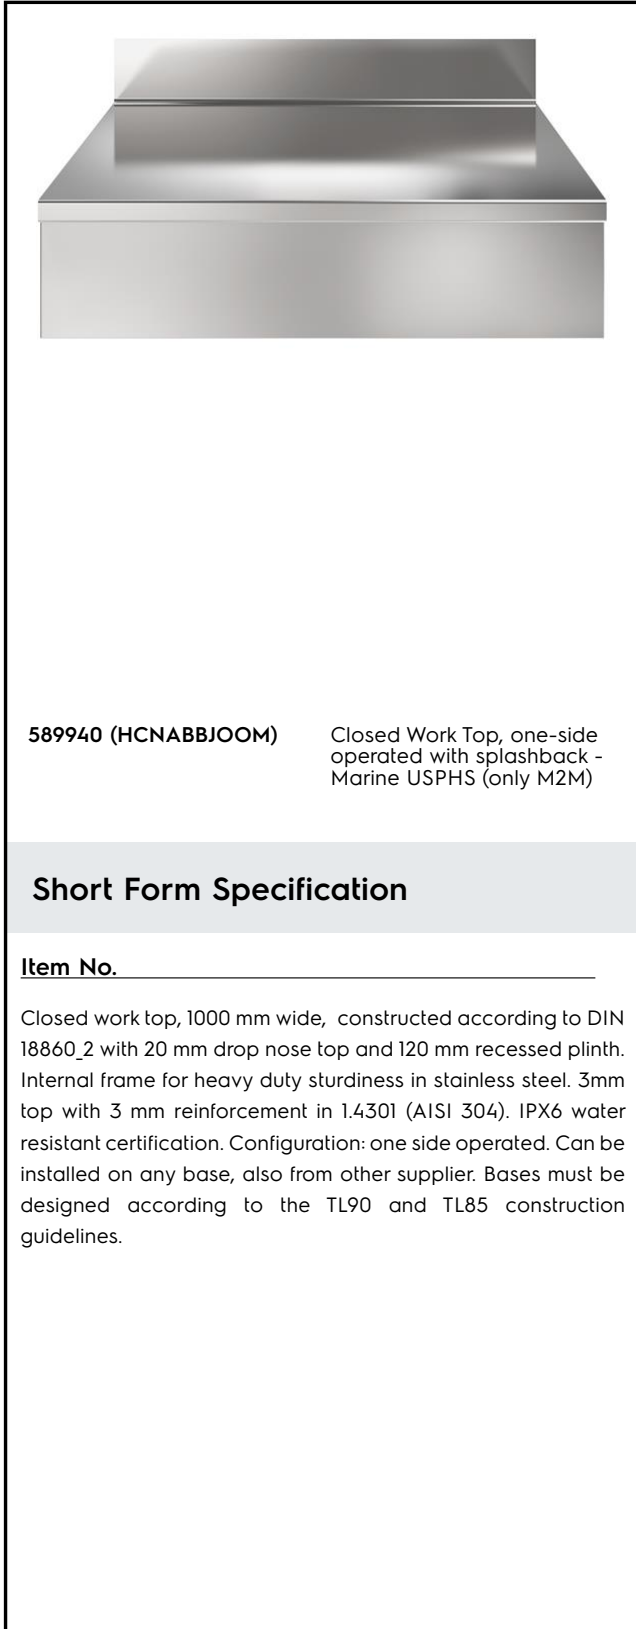 589940 (HCNABBJOOM)
Closed Work Top, one-side
operated with splashback -
Marine USPHS (only M2M)
Short Form Specification
Item No.
Closed work top, 1000 mm wide, constructed according to DIN
18860_2 with 20 mm drop nose top and 120 mm recessed plinth.
Internal frame for heavy duty sturdiness in stainless steel. 3mm
top with 3 mm reinforcement in 1.4301 (AISI 304). IPX6 water
resistant certification. Configuration: one side operated. Can be
installed on any base, also from other supplier. Bases must be
designed according to the TL90 and TL85 construction
guidelines.